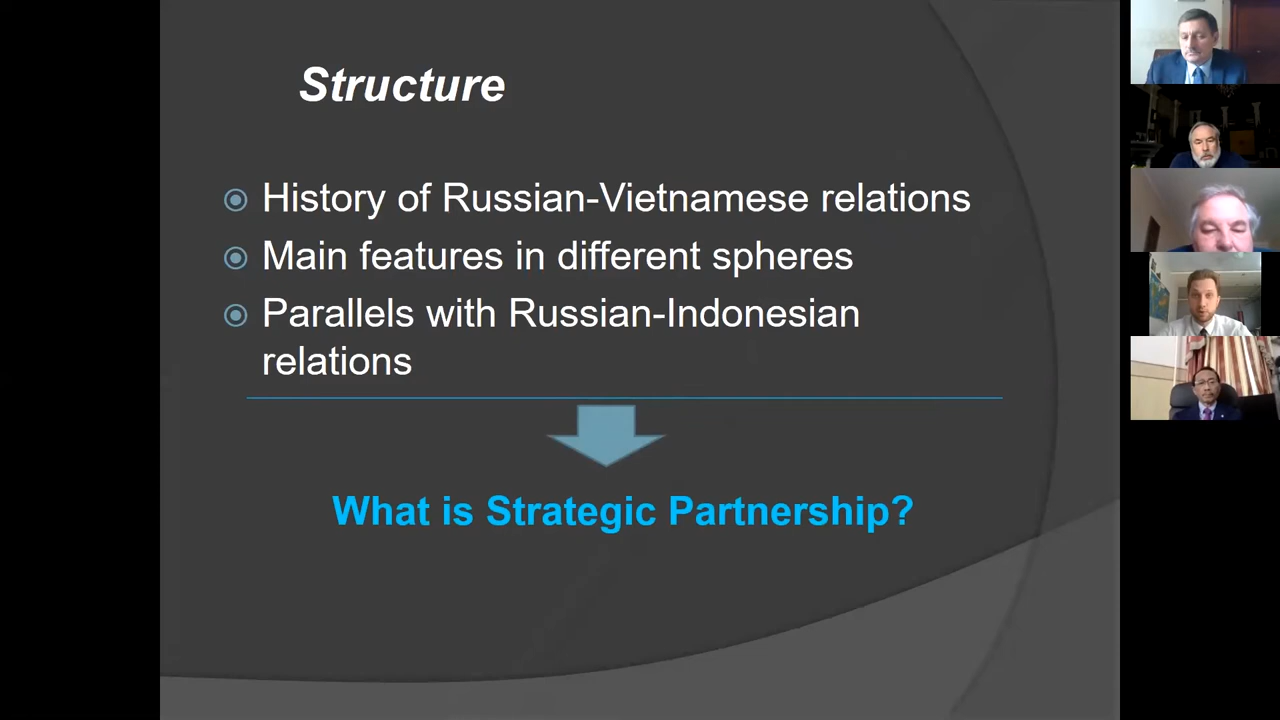 Structure
History of Russian-Vietnamese relations
Main features in different spheres
Parallels with Russian-Indonesian
relations
What is Strategic Partnership?